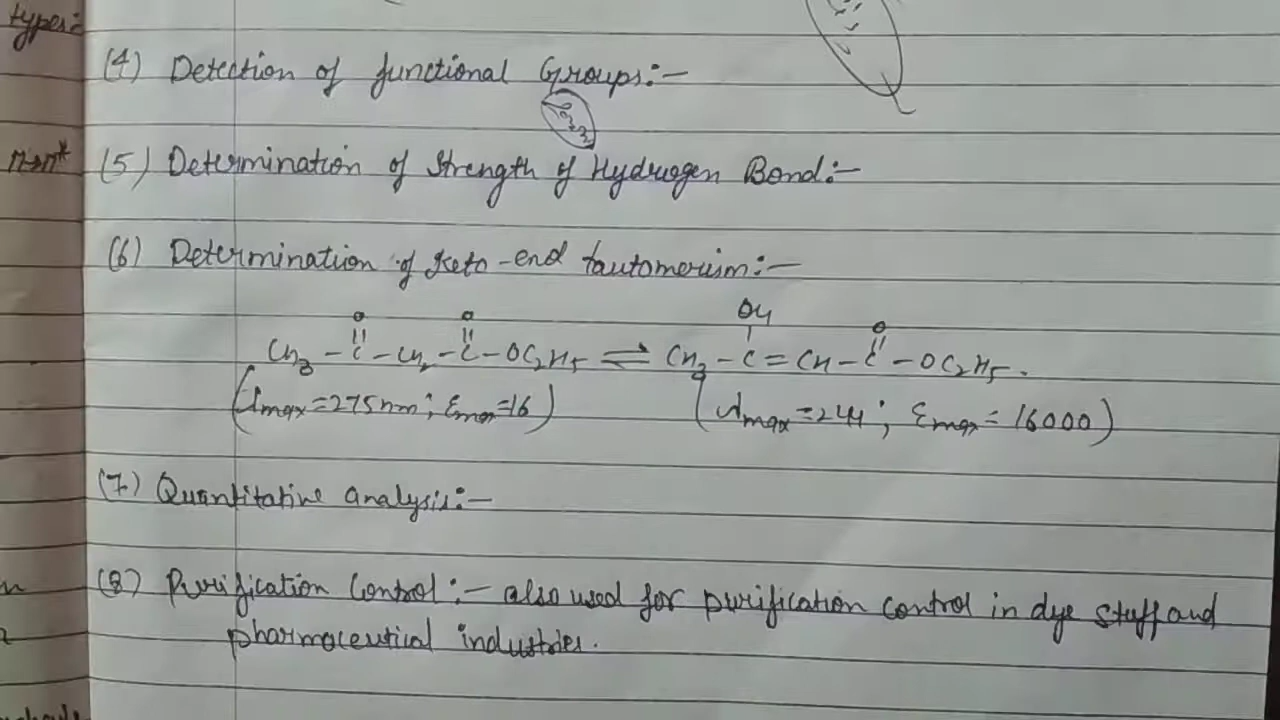 types:-
(4) Detection of functional Groups:-
n→π* (5) Determination of Strength of Hydrogen Bond:-
(6) Determination of Keto-end tautomerism:-
O O OH O
CH3 - C - CH2 - C - OC2H5 ⇌ CH3 - C = CH - C - OC2H5.
(λmax = 275nm; εmax = 16) (λmax = 244; εmax = 16000)
(7) Quantitative analysis:-
(8) Purification Control:- also used for purification control in dye stuff and
pharmaceutical industries.